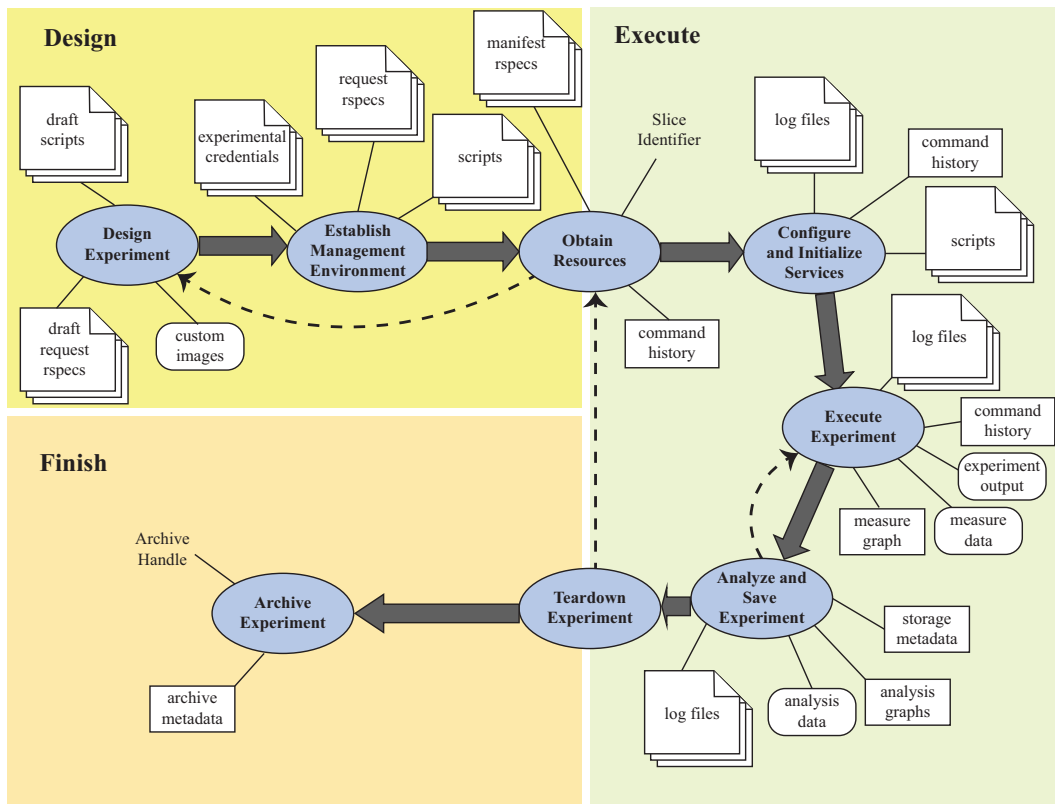 Design
Execute
manifest
rspecs
request
rspecs
log files
draft
scripts
experimental
credentials
scripts
Slice
Identifier
command
history
scripts
Design
Experiment
Establish
Management
Environment
Obtain
Resources
Configure
and Initialize
Services
draft
request
rspecs
custom
images
command
history
log files
Execute
Experiment
command
history
experiment
output
measure
graph
measure
data
Finish
Archive
Handle
Archive
Experiment
Teardown
Experiment
Analyze and
Save
Experiment
storage
metadata
archive
metadata
log files
analysis
data
analysis
graphs